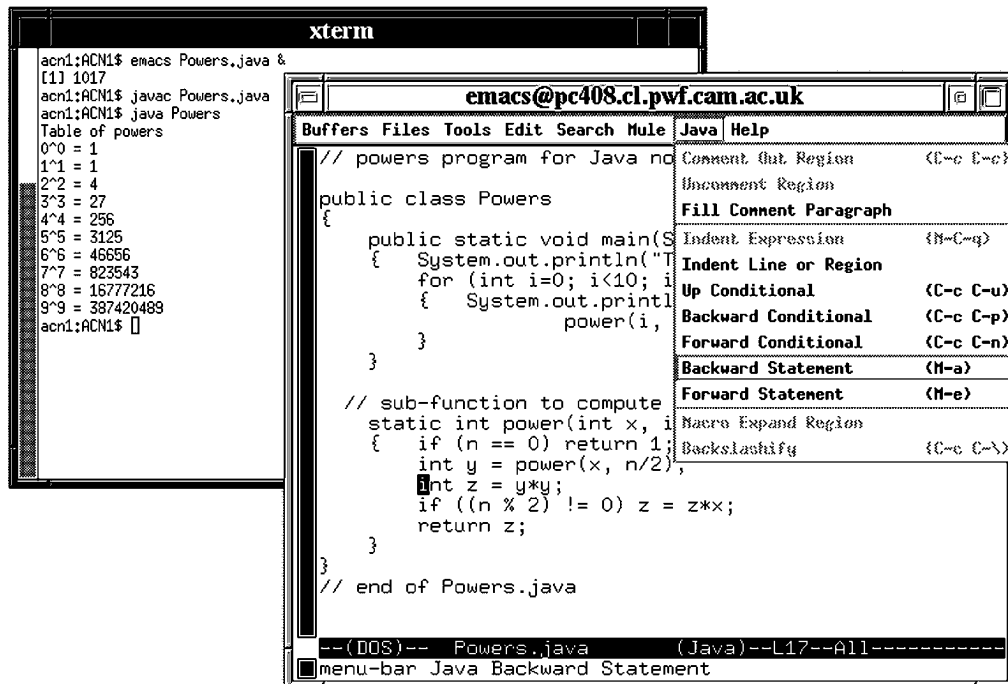 xterm
acn1:ACN1$ emacs Powers.java &
[1] 1017
acn1:ACN1$ javac Powers.java
acn1:ACN1$ java Powers
Table of powers
0^0 = 1
1^1 = 1
2^2 = 4
3^3 = 27
4^4 = 256
5^5 = 3125
6^6 = 46656
7^7 = 823543
8^8 = 16777216
9^9 = 387420489
acn1:ACN1$
emacs@pc408.cl.pwf.cam.ac.uk
Buffers Files Tools Edit Search Mule Java Help
// powers program for Java no
public class Powers
{
public static void main(S
{ System.out.println("T
for (int i=0; i<10; i
{ System.out.printl
power(i,
}
}
// sub-function to compute
static int power(int x, i
{ if (n == 0) return 1;
int y = power(x, n/2);
int z = y*y;
if ((n % 2) != 0) z = z*x;
return z;
}
}
// end of Powers.java
Comment Out Region (C-c C-c)
Uncomment Region
Fill Comment Paragraph
Indent Expression (M-C-q)
Indent Line or Region
Up Conditional (C-c C-u)
Backward Conditional (C-c C-p)
Forward Conditional (C-c C-n)
Backward Statement (M-a)
Forward Statement (M-e)
Macro Expand Region
Backslashify (C-c C-\)
--(DOS)-- Powers.java (Java)--L17--All-----------
menu-bar Java Backward Statement